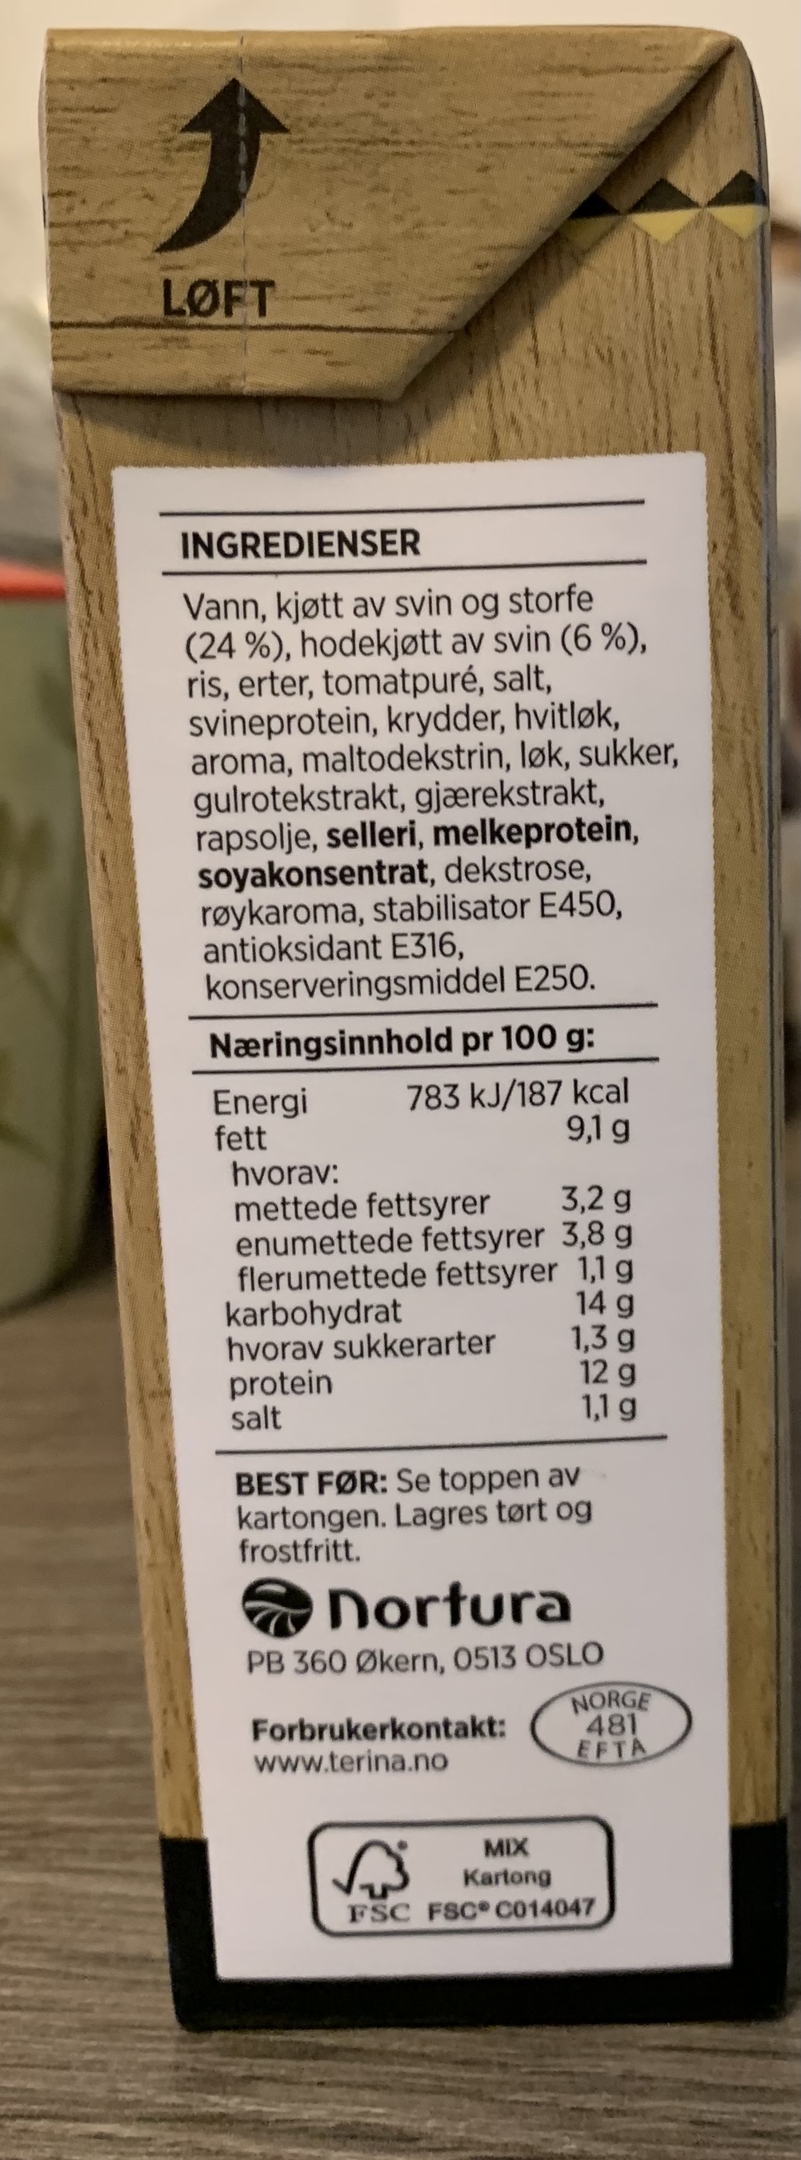 LØFT
INGREDIENSER
Vann, kjøtt av svin og storfe
(24 %), hodekjøtt av svin (6 %),
ris, erter, tomatpuré, salt,
svineprotein, krydder, hvitløk,
aroma, maltodekstrin, løk, sukker,
gulrotekstrakt, gjærekstrakt,
rapsolje, selleri, melkeprotein,
soyakonsentrat, dekstrose,
røykaroma, stabilisator E450,
antioksidant E316,
konserveringsmiddel E250.
Næringsinnhold pr 100 g:
Energi 783 kJ/187 kcal
fett 9,1 g
hvorav:
mettede fettsyrer 3,2 g
enumettede fettsyrer 3,8 g
flerumettede fettsyrer 1,1 g
karbohydrat 14 g
hvorav sukkerarter 1,3 g
protein 12 g
salt 1,1 g
BEST FØR: Se toppen av
kartongen. Lagres tørt og
frostfritt.
nortura
PB 360 Økern, 0513 OSLO
Forbrukerkontakt:
www.terina.no
NORGE
481
EFTA
MIX
Kartong
FSC FSC® C014047